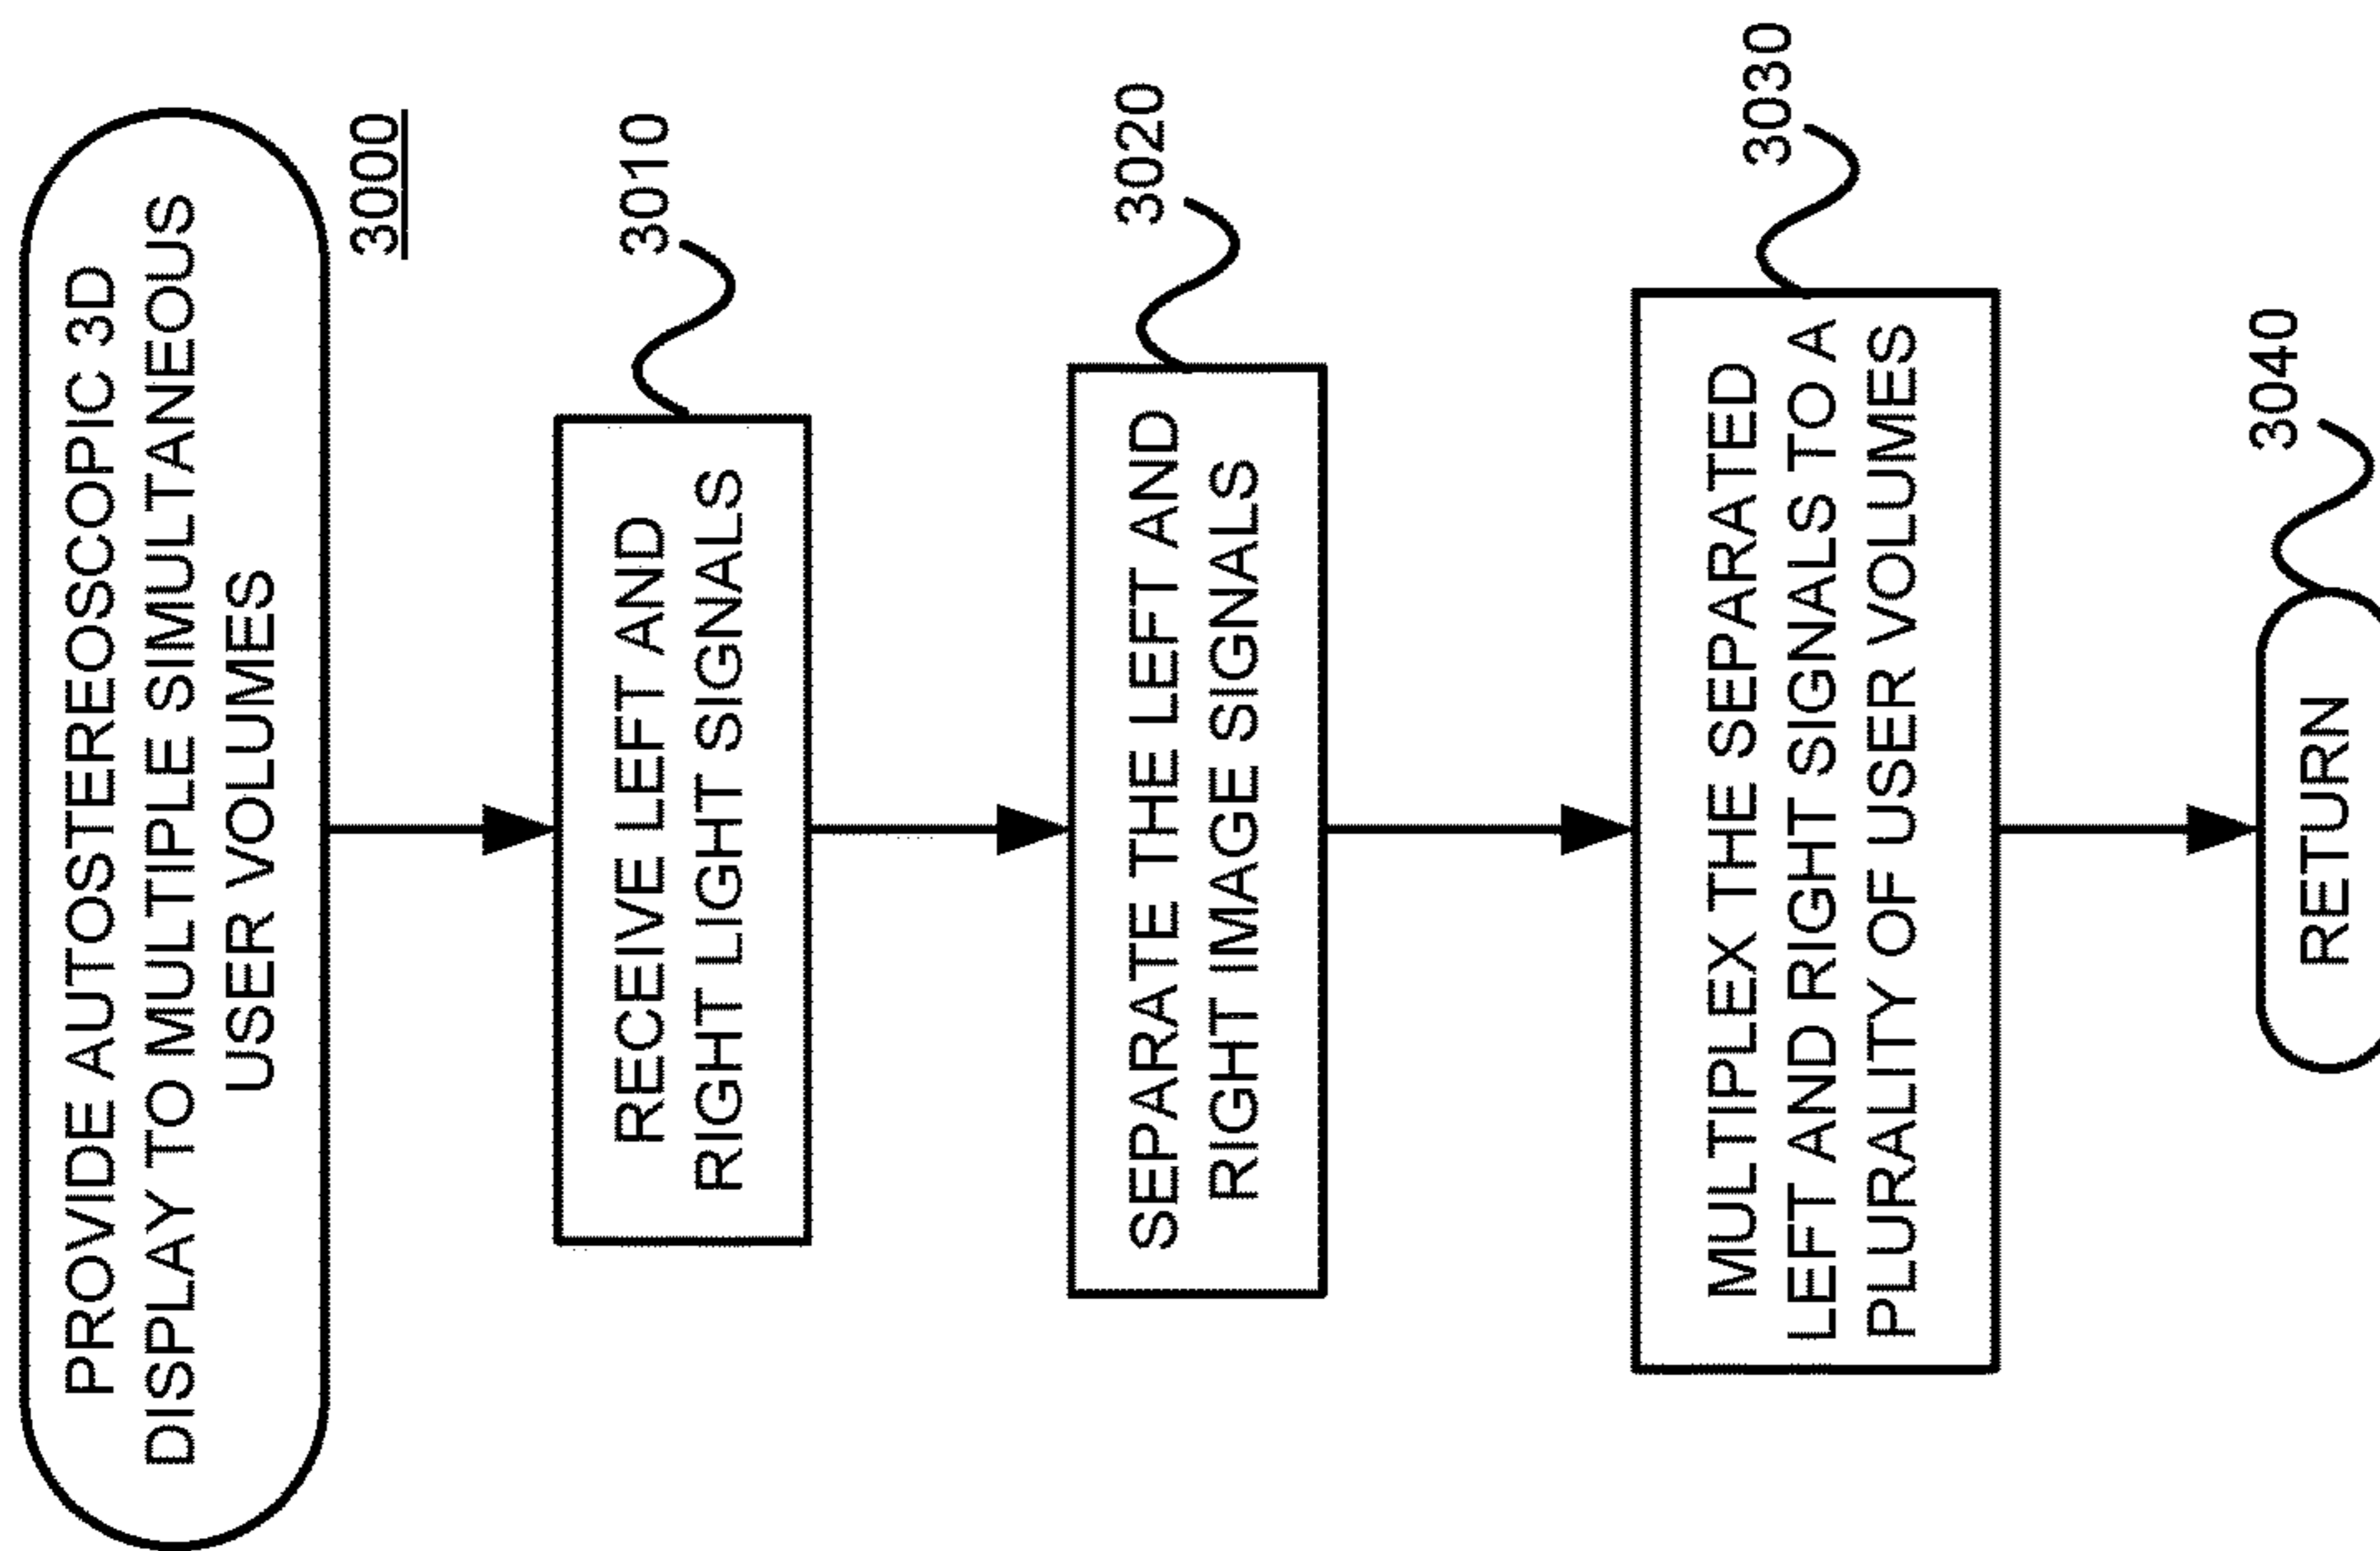 PROVIDE AUTOSTEREOSCOPIC 3D
DISPLAY TO MULTIPLE SIMULTANEOUS
USER VOLUMES
3000
RECEIVE LEFT AND
RIGHT LIGHT SIGNALS
3010
SEPARATE THE LEFT AND
RIGHT IMAGE SIGNALS
3020
MULTIPLEX THE SEPARATED
LEFT AND RIGHT SIGNALS TO A
PLURALITY OF USER VOLUMES
3030
RETURN
3040